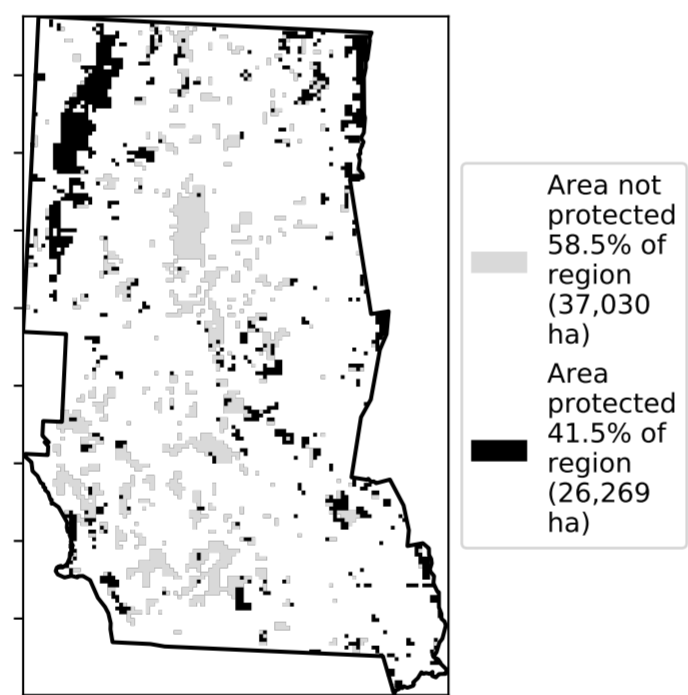 Area not
protected
58.5% of
region
(37,030
ha)
Area
protected
41.5% of
region
(26,269
ha)